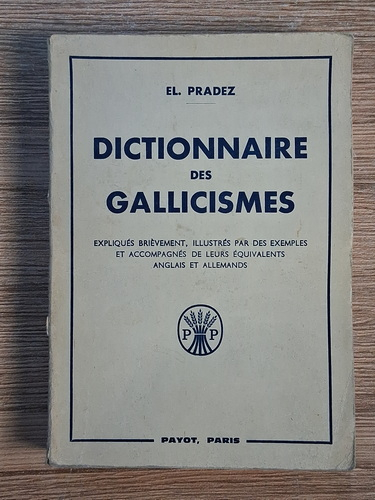 EL. PRADEZ
DICTIONNAIRE
DES
GALLICISMES
EXPLIQUÉS BRIÈVEMENT, ILLUSTRÉS PAR DES EXEMPLES
ET ACCOMPAGNÉS DE LEURS ÉQUIVALENTS
ANGLAIS ET ALLEMANDS
P P
PAYOT, PARIS